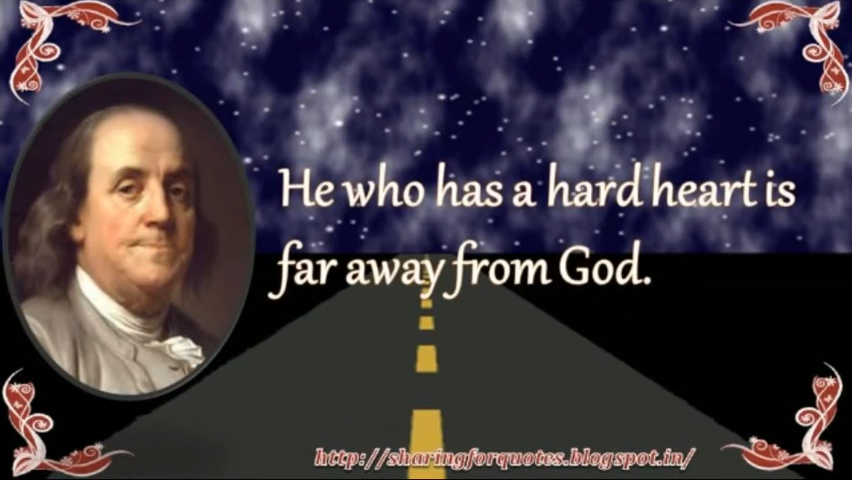 He who has a hard heart is
far away from God.
http://sharingforquotes.blogspot.in/